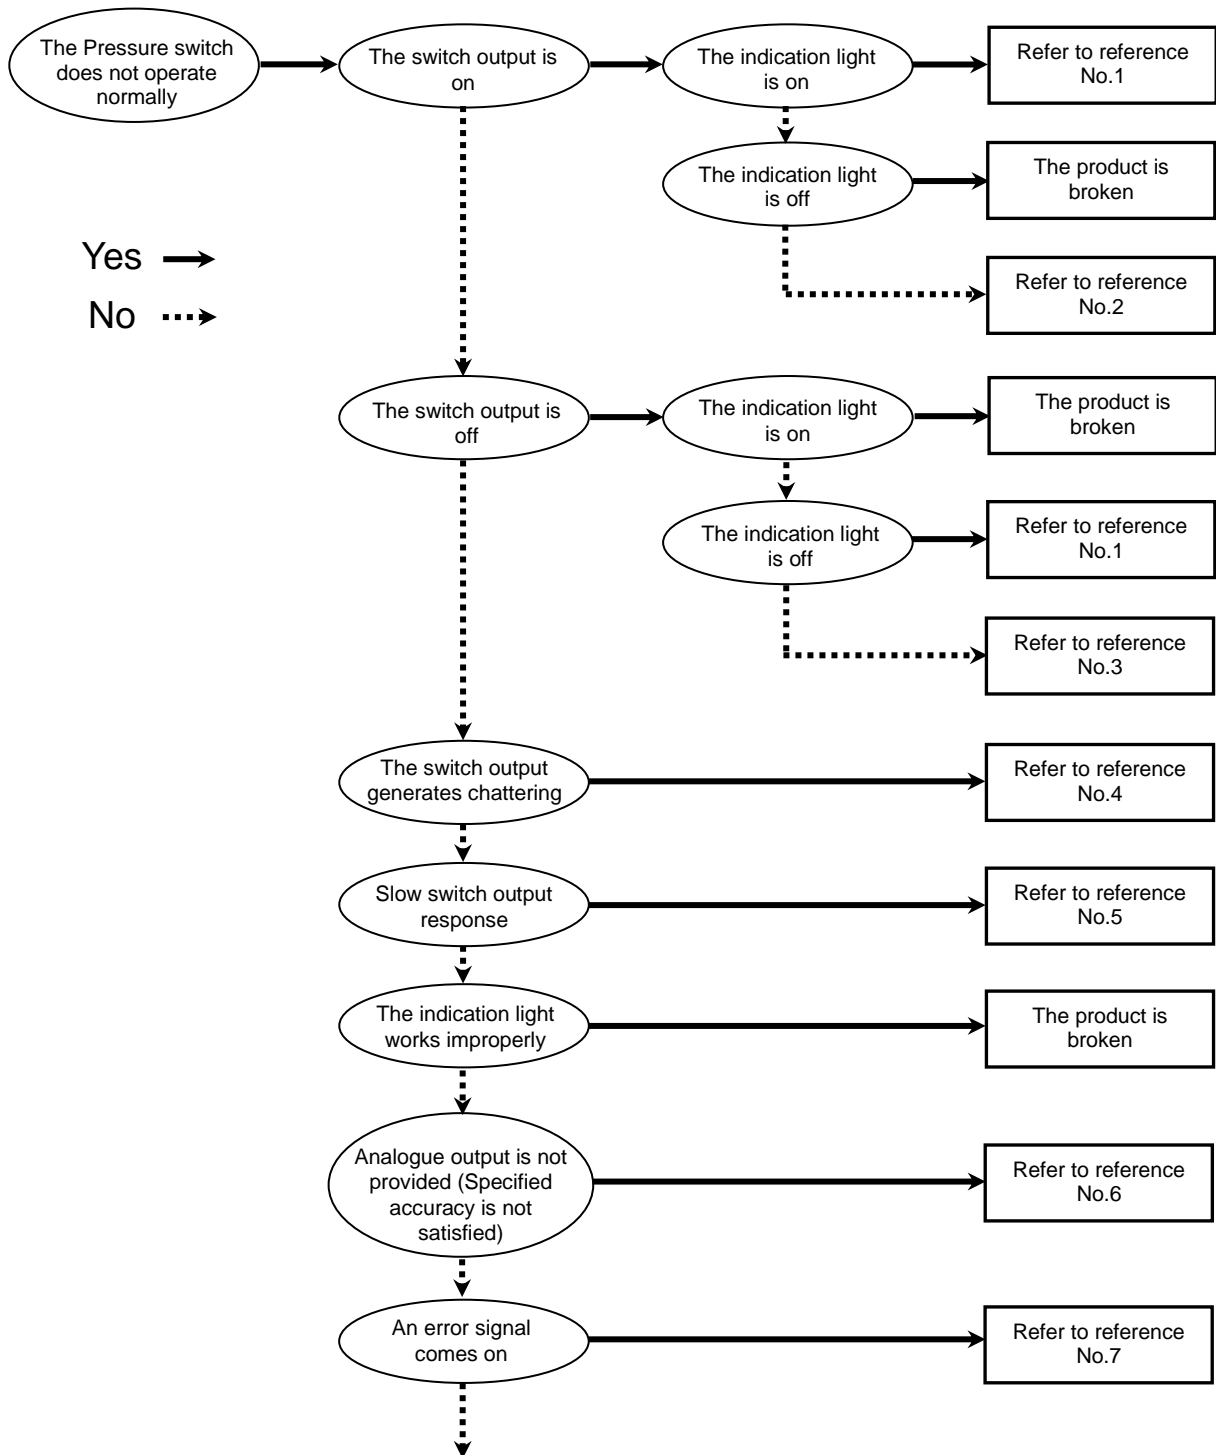 The Pressure switch
does not operate
normally
The switch output is
on
The indication light
is on
Refer to reference
No.1
The indication light
is off
The product is
broken
Yes
No
Refer to reference
No.2
The switch output is
off
The indication light
is on
The product is
broken
The indication light
is off
Refer to reference
No.1
Refer to reference
No.3
The switch output
generates chattering
Refer to reference
No.4
Slow switch output
response
Refer to reference
No.5
The indication light
works improperly
The product is
broken
Analogue output is not
provided (Specified
accuracy is not
satisfied)
Refer to reference
No.6
An error signal
comes on
Refer to reference
No.7